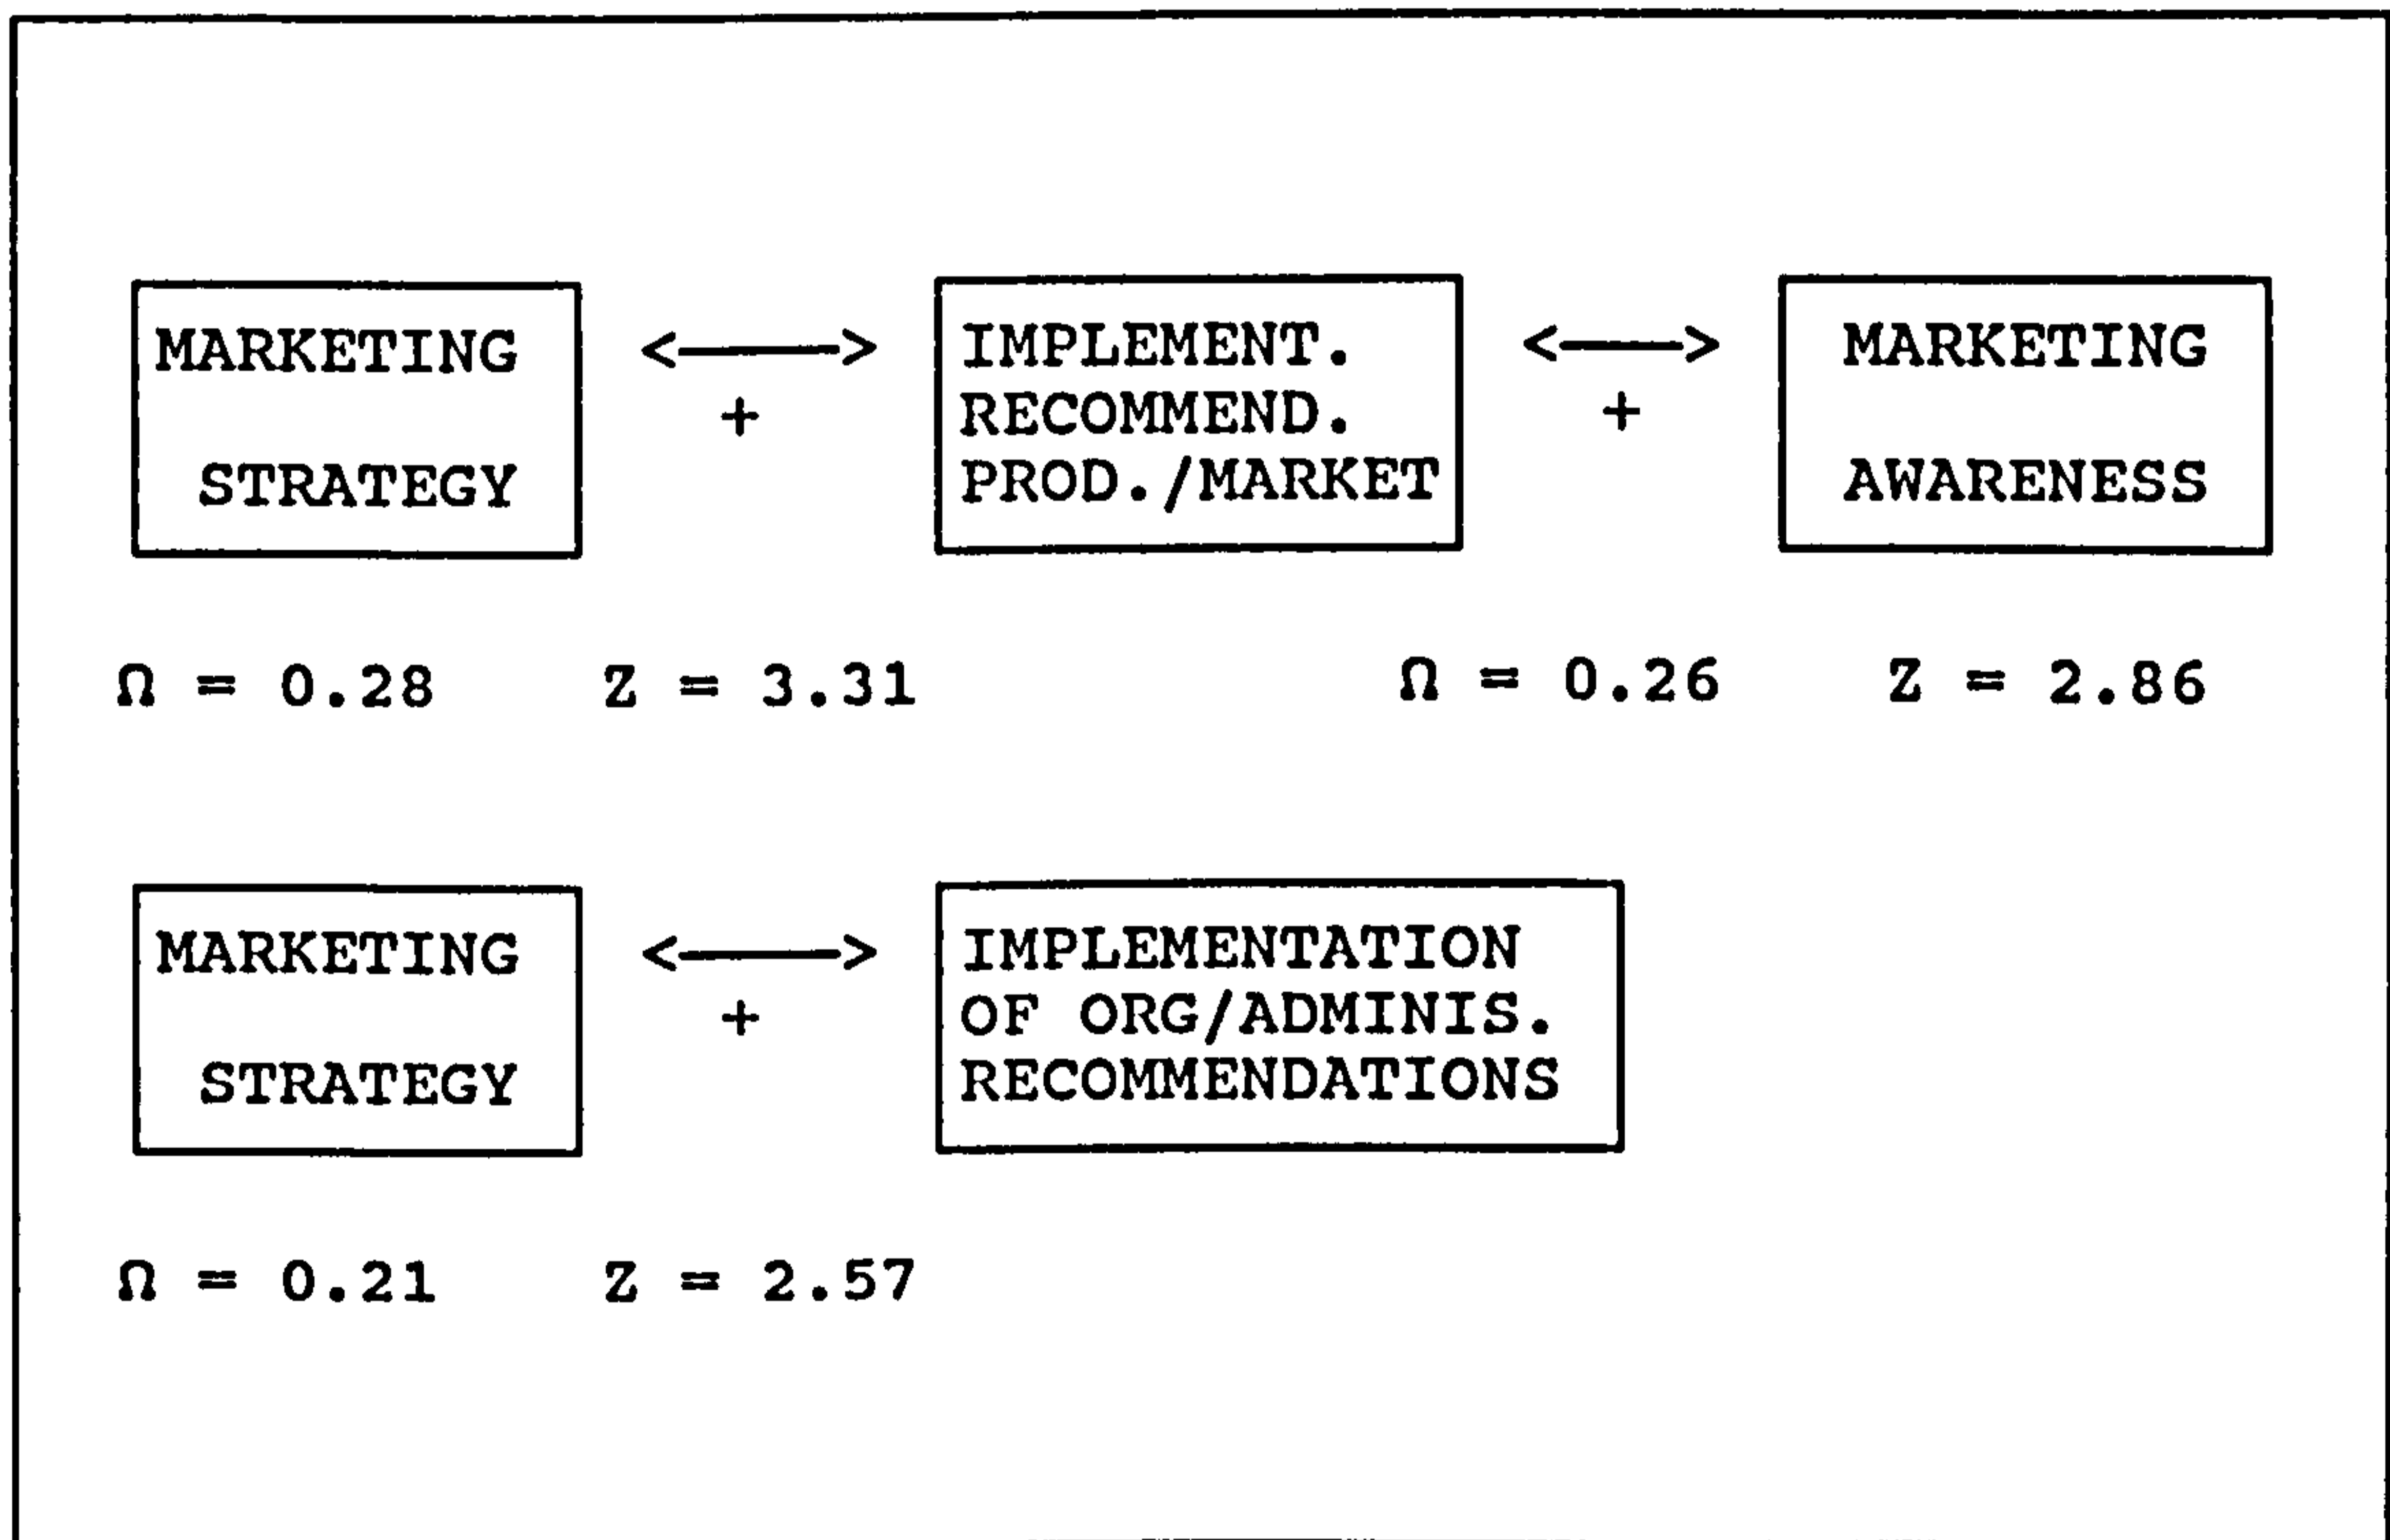 MARKETING <——> IMPLEMENT. <——> MARKETING
+ RECOMMEND. +
STRATEGY PROD./MARKET AWARENESS
Ω = 0.28 Z = 3.31 Ω = 0.26 Z = 2.86
MARKETING <——> IMPLEMENTATION
+ OF ORG/ADMINIS.
STRATEGY RECOMMENDATIONS
Ω = 0.21 Z = 2.57